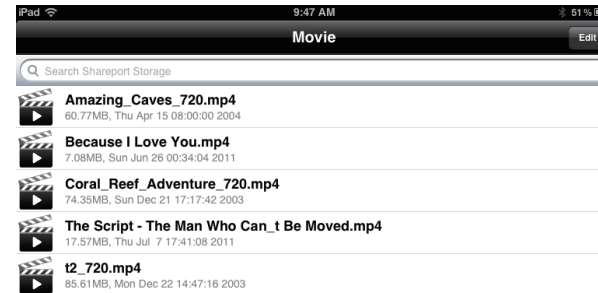 iPad 9:47 AM 51%
Movie Edit
Search Shareport Storage
Amazing_Caves_720.mp4
60.77MB, Thu Apr 15 08:00:00 2004
Because I Love You.mp4
7.08MB, Sun Jun 26 00:34:04 2011
Coral_Reef_Adventure_720.mp4
74.35MB, Sun Dec 21 17:17:42 2003
The Script - The Man Who Can_t Be Moved.mp4
17.57MB, Thu Jul 7 17:41:08 2011
t2_720.mp4
85.61MB, Mon Dec 22 14:47:16 2003